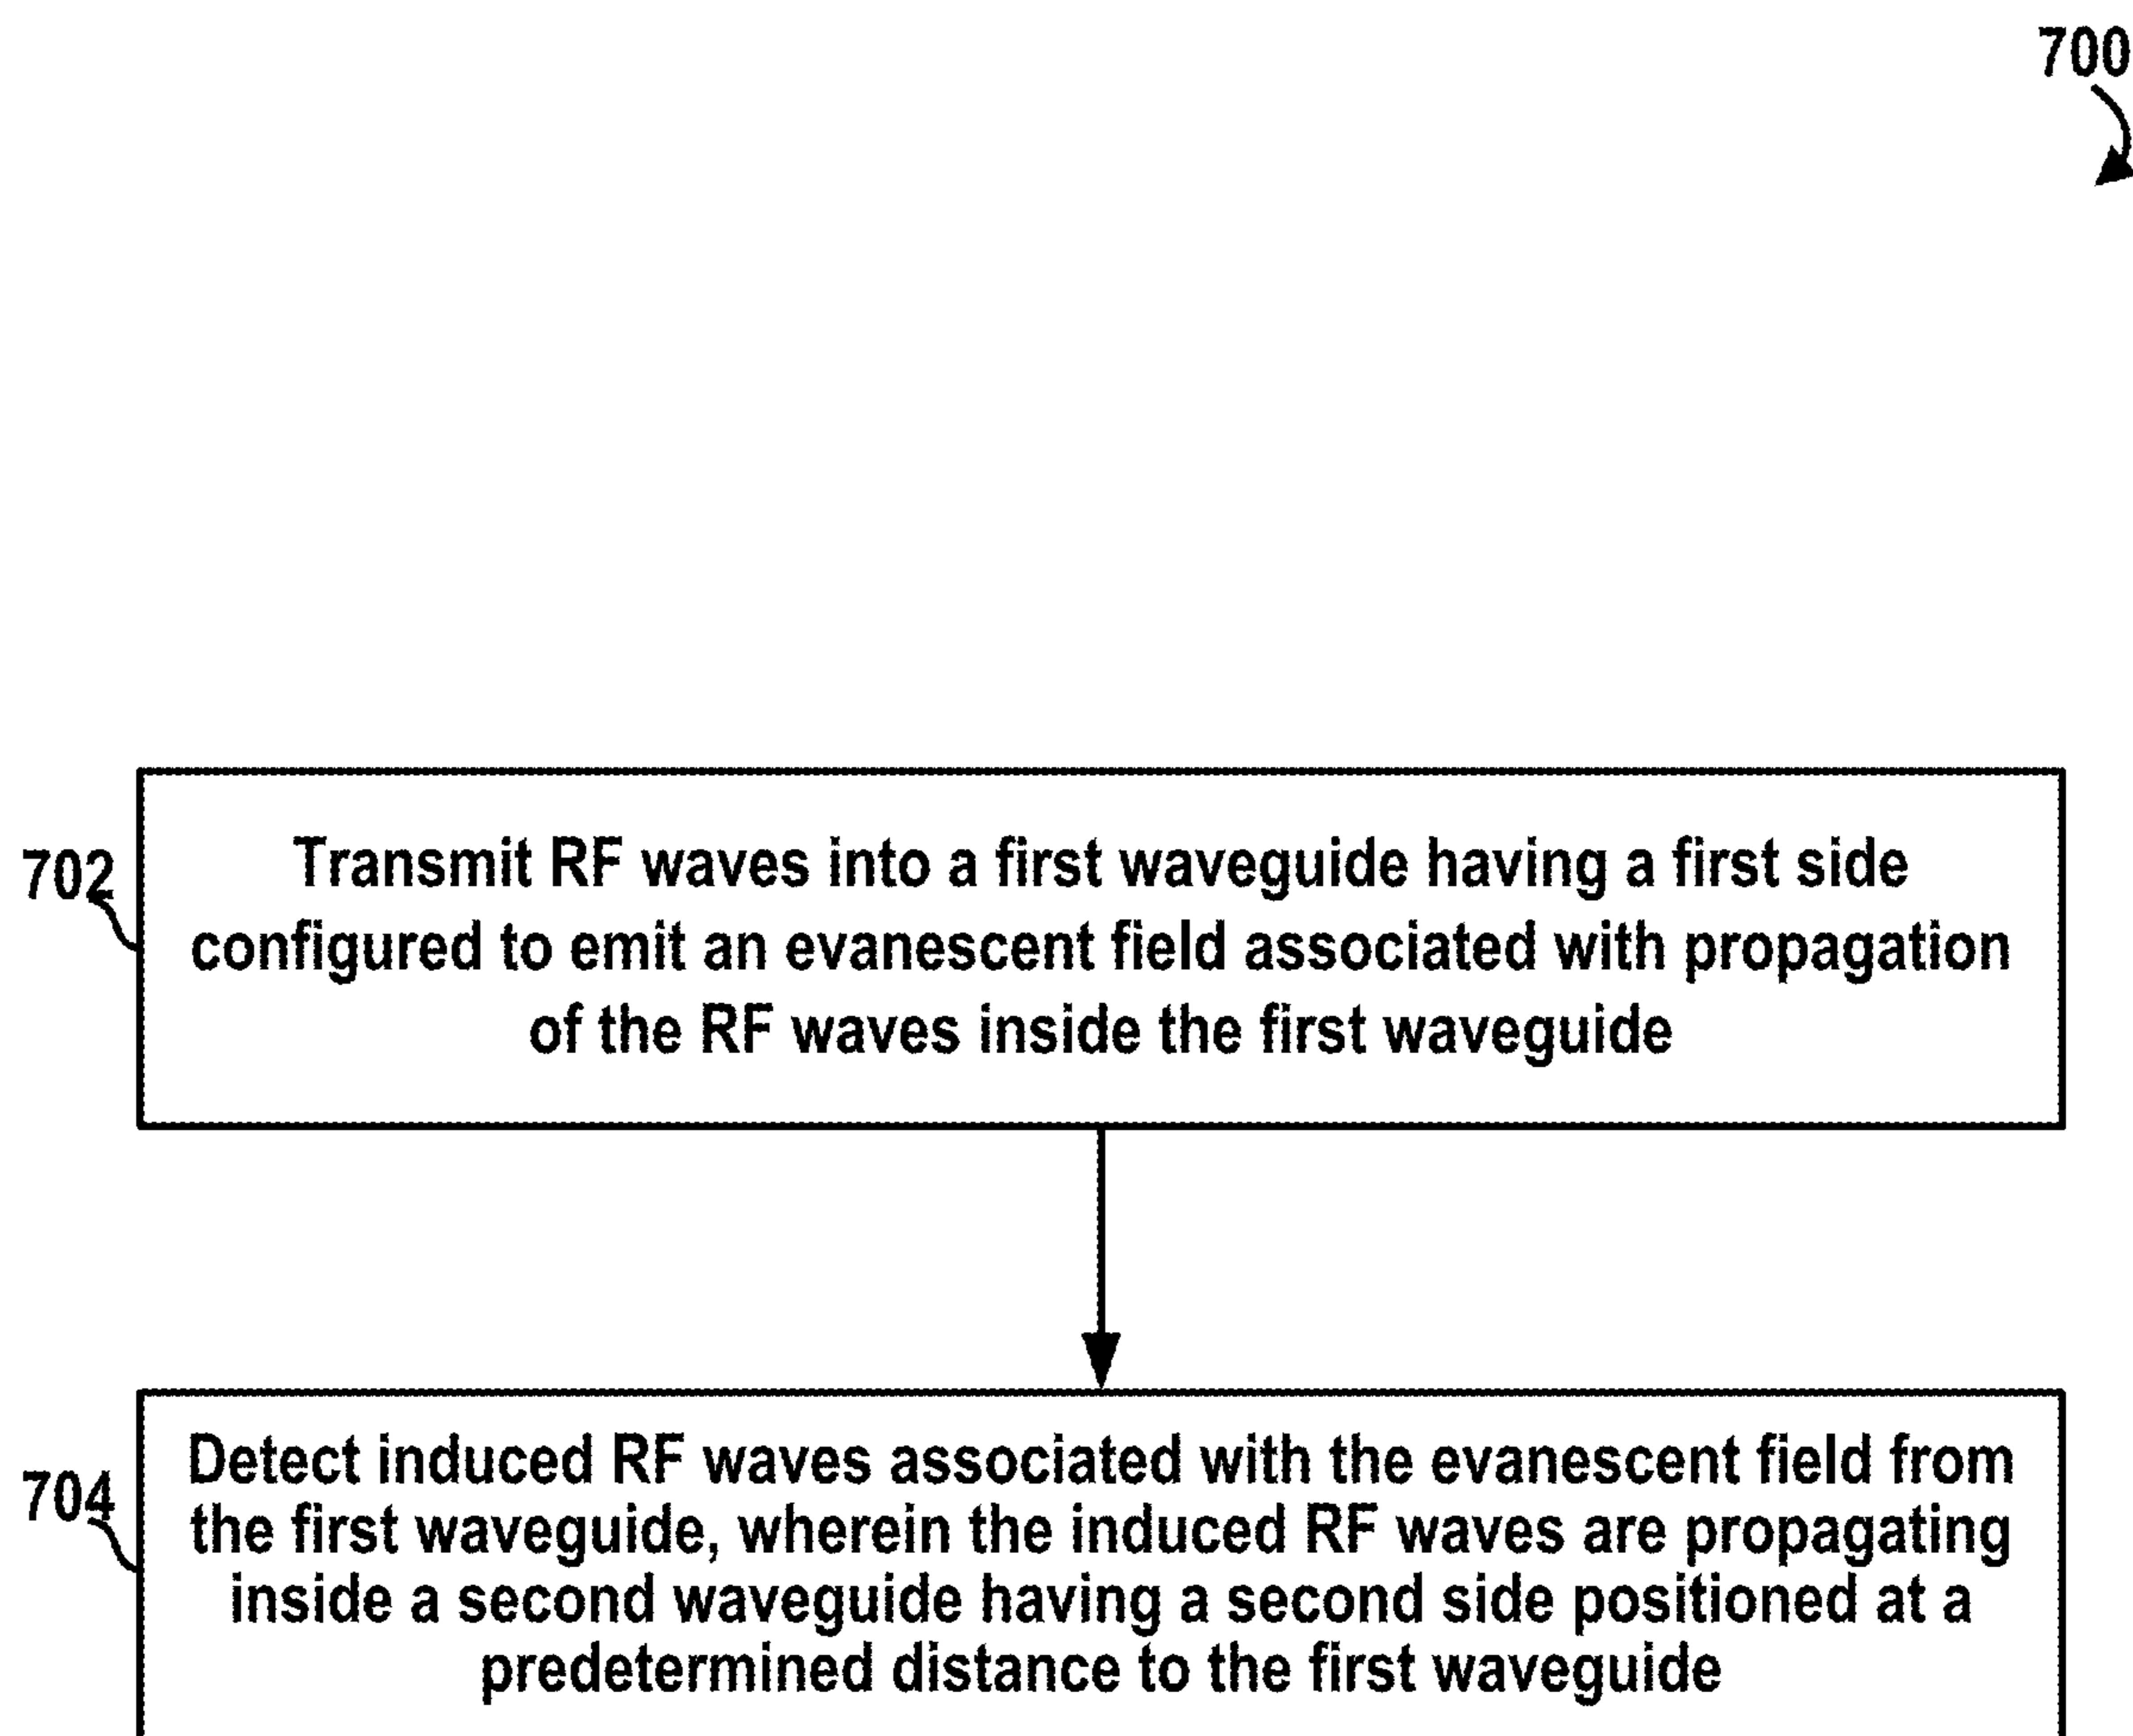 700
702
Transmit RF waves into a first waveguide having a first side
configured to emit an evanescent field associated with propagation
of the RF waves inside the first waveguide
704
Detect induced RF waves associated with the evanescent field from
the first waveguide, wherein the induced RF waves are propagating
inside a second waveguide having a second side positioned at a
predetermined distance to the first waveguide